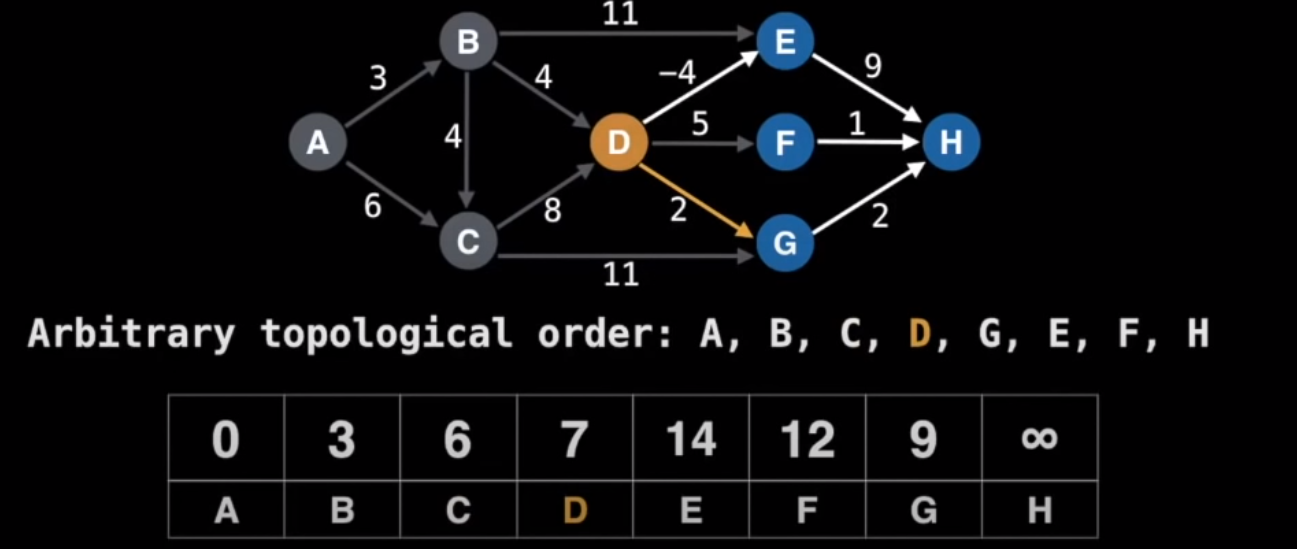 11
B
E
3
4
−4
9
A
4
D
5
F
1
H
6
8
2
2
C
G
11
Arbitrary topological order: A, B, C, D, G, E, F, H
0 3 6 7 14 12 9 ∞
A B C D E F G H